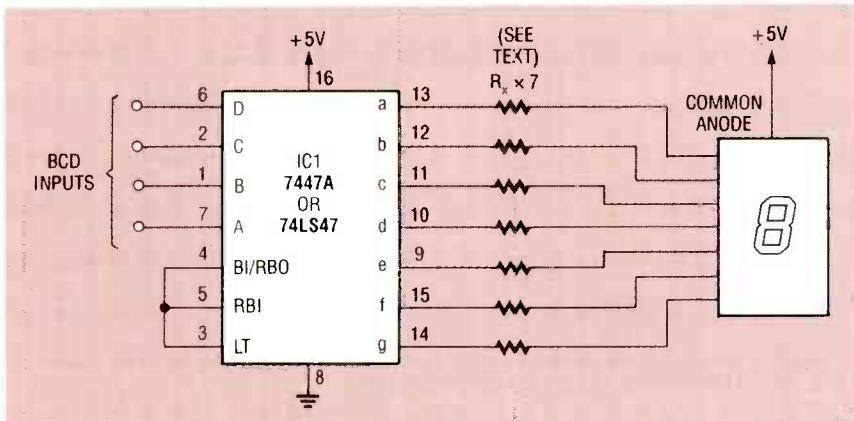 +5V
(SEE
TEXT)
Rx × 7
+5V
COMMON
ANODE
16
6 D a 13
2 C b 12
BCD
INPUTS
1 B c 11
IC1
7447A
OR
74LS47
7 A d 10
4 BI/RBO e 9
5 RBI f 15
3 LT g 14
8
8